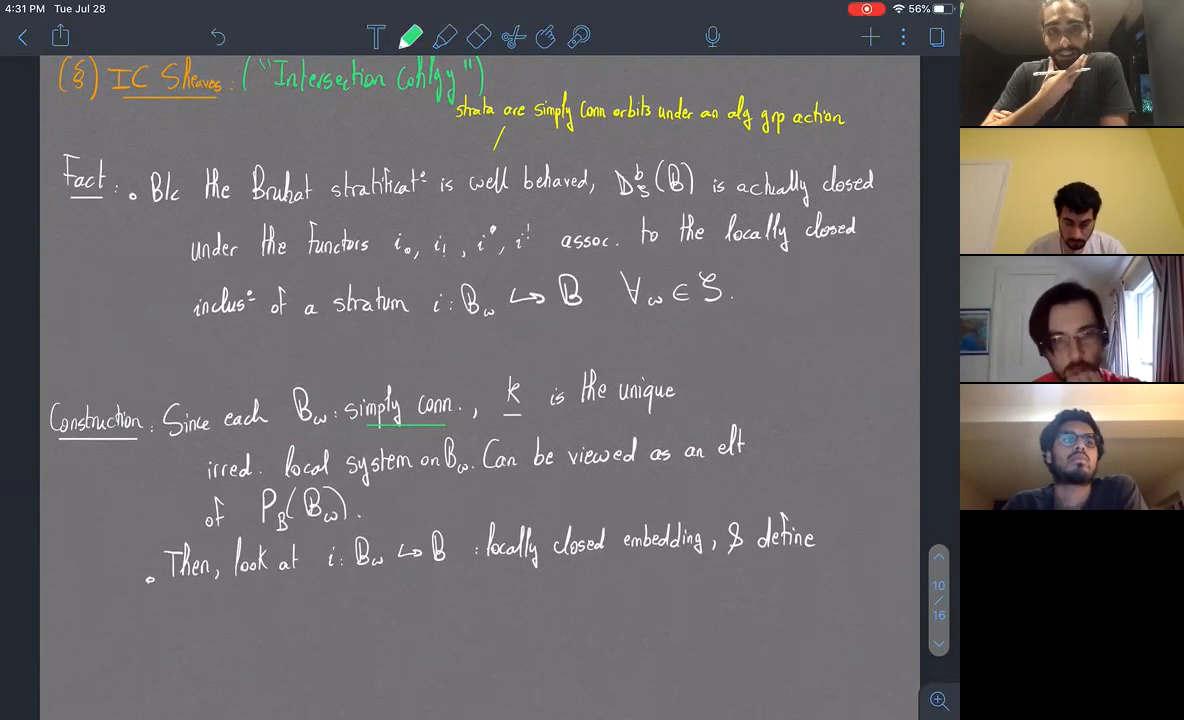 4:31 PM Tue Jul 28
56%
(§) IC Sheaves: ("Intersection Cohlgy")
strata are simply conn orbits under an alg grp action
Fact: • B/c the Bruhat stratificat° is well behaved, D^b_S(B) is actually closed
under the functors i_*, i_!, i^*, i^! assoc. to the locally closed
inclus° of a stratum i: B_w ↪ B ∀w ∈ S.
Construction: Since each B_w: simply conn., k is the unique
irred. local system on B_w. Can be viewed as an elt
of P_B(B_w).
• Then, look at i: B_w ↪ B : locally closed embedding, & define
10
/
16